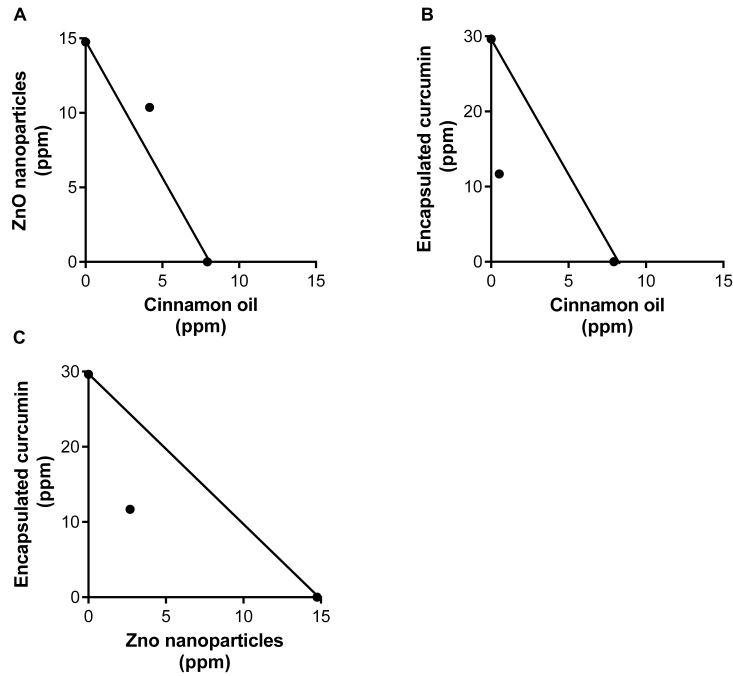 A
15
10
5
0
0 5 10 15
ZnO nanoparticles
(ppm)
Cinnamon oil
(ppm)
B
30
20
10
0
0 5 10 15
Encapsulated curcumin
(ppm)
Cinnamon oil
(ppm)
C
30
20
10
0
0 5 10 15
Encapsulated curcumin
(ppm)
Zno nanoparticles
(ppm)